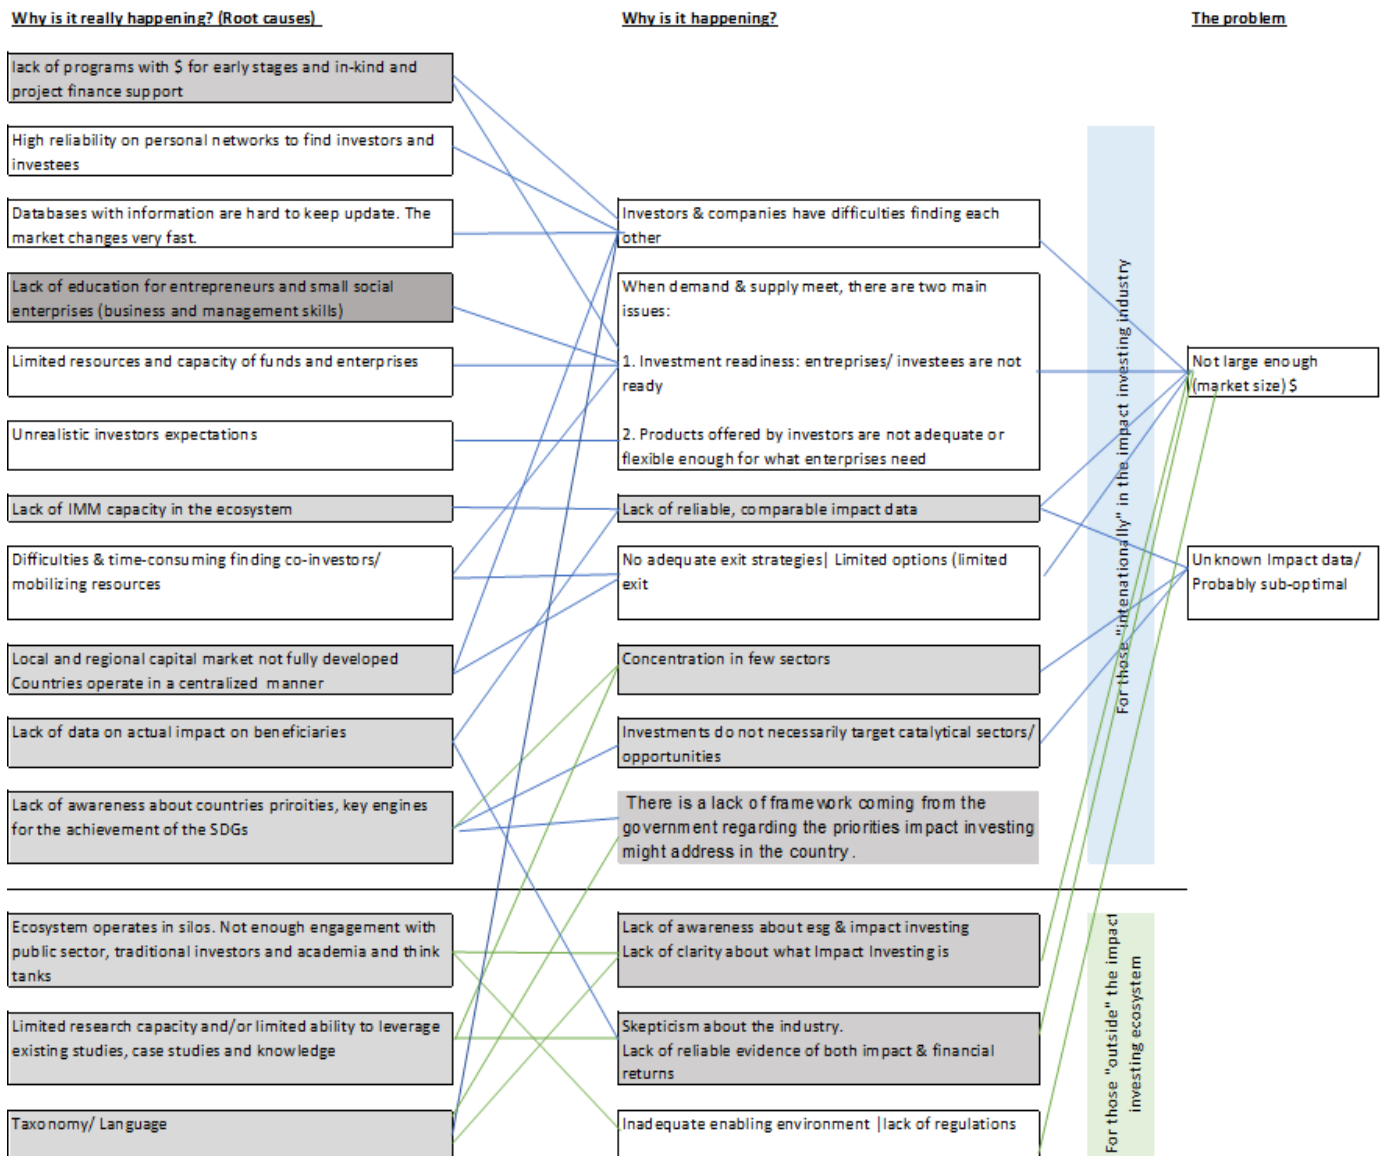 Why is it really happening? (Root causes)
Why is it happening?
The problem
lack of programs with $ for early stages and in-kind and
project finance support
High reliability on personal networks to find investors and
investees
Databases with information are hard to keep update. The
market changes very fast.
Lack of education for entrepreneurs and small social
enterprises (business and management skills)
Limited resources and capacity of funds and enterprises
Unrealistic investors expectations
Lack of IMM capacity in the ecosystem
Difficulties & time-consuming finding co-investors/
mobilizing resources
Local and regional capital market not fully developed
Countries operate in a centralized manner
Lack of data on actual impact on beneficiaries
Lack of awareness about countries priroities, key engines
for the achievement of the SDGs
Ecosystem operates in silos. Not enough engagement with
public sector, traditional investors and academia and think
tanks
Limited research capacity and/or limited ability to leverage
existing studies, case studies and knowledge
Taxonomy/ Language
Investors & companies have difficulties finding each
other
When demand & supply meet, there are two main
issues:
1. Investment readiness: entreprises/ investees are not
ready
2. Products offered by investors are not adequate or
flexible enough for what enterprises need
Lack of reliable, comparable impact data
No adequate exit strategies| Limited options (limited
exit
Concentration in few sectors
Investments do not necessarily target catalytical sectors/
opportunities
There is a lack of framework coming from the
government regarding the priorities impact investing
might address in the country.
Lack of awareness about esg & impact investing
Lack of clarity about what Impact Investing is
Skepticism about the industry.
Lack of reliable evidence of both impact & financial
returns
Inadequate enabling environment |lack of regulations
For those "intenationally" in the impact investing industry
For those "outside" the impact
investing ecosystem
Not large enough
(market size) $
Unknown Impact data/
Probably sub-optimal